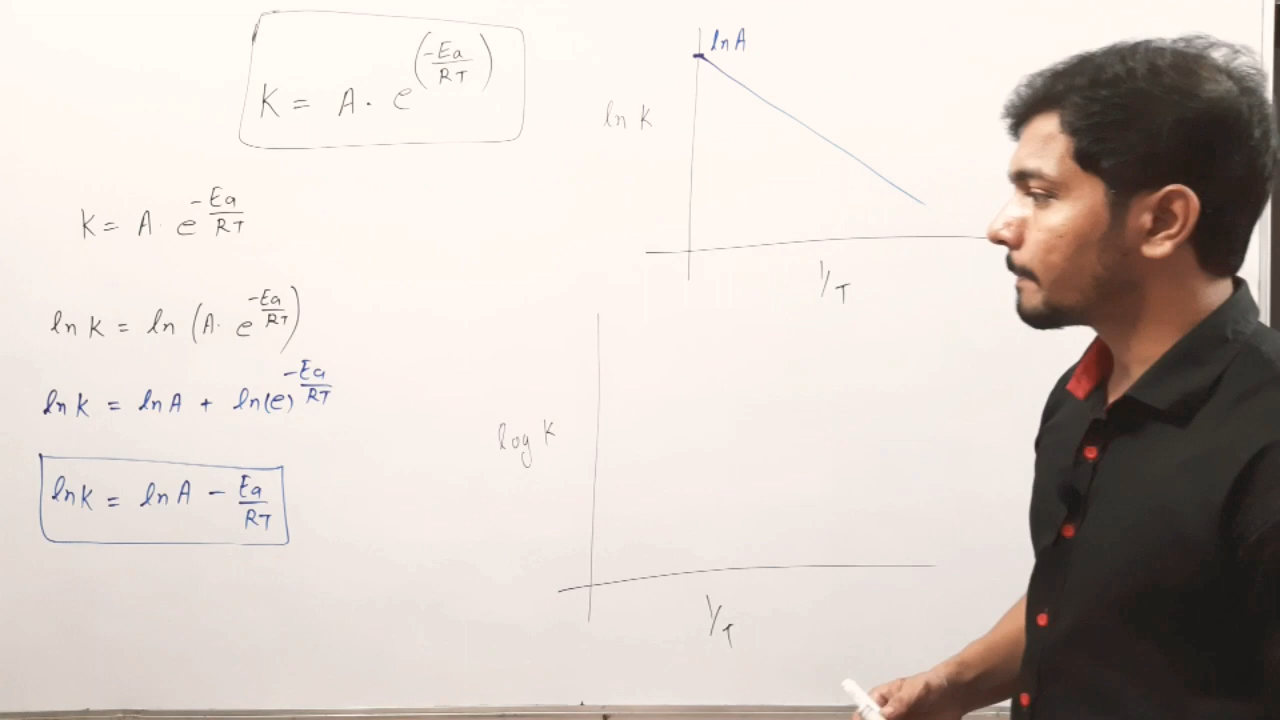 K = A · e^(-Ea/RT)
K = A · e^-Ea/RT
ln K = ln (A · e^-Ea/RT)
ln K = ln A + ln(e)^-Ea/RT
ln K = ln A - Ea/RT
ln A
ln K
1/T
log K
1/T